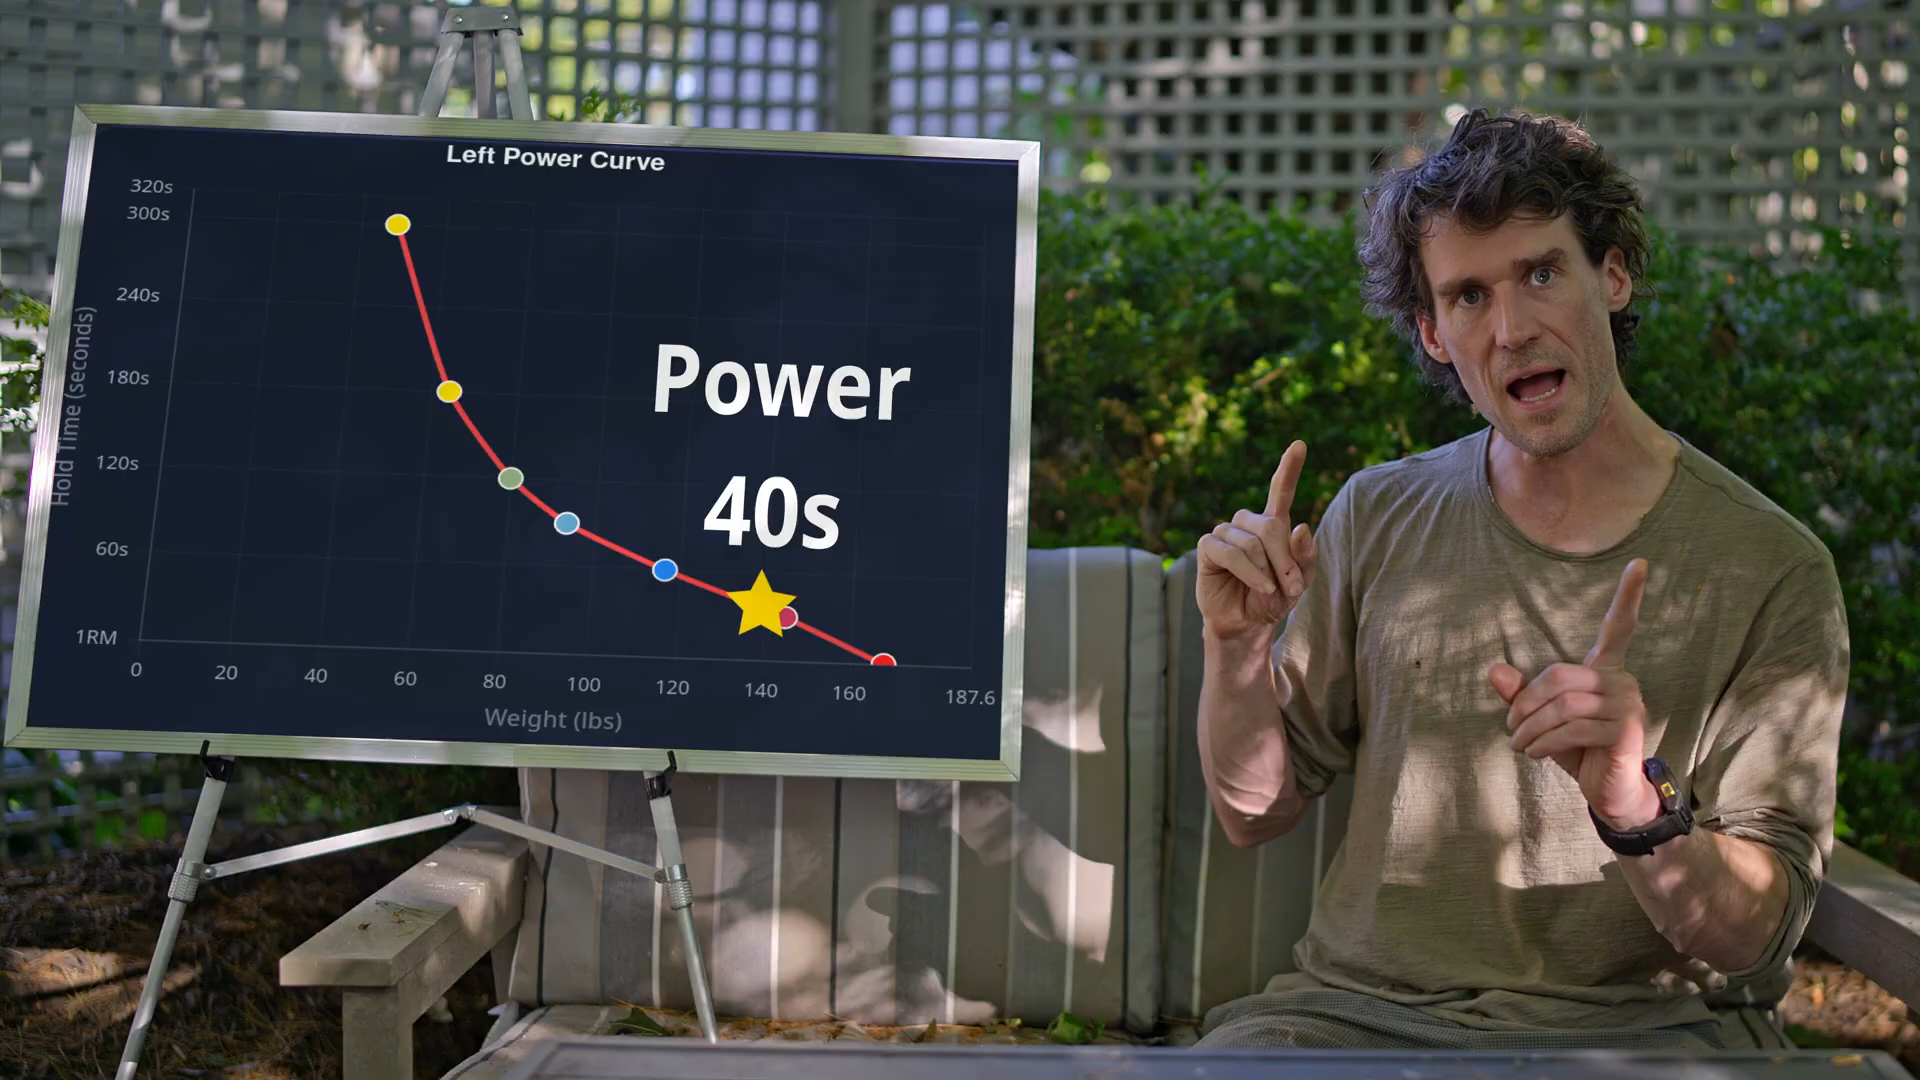 Left Power Curve
320s
300s
240s
180s
120s
60s
1RM
Hold Time (seconds)
Power
40s
0
20
40
60
80
100
120
140
160
187.6
Weight (lbs)